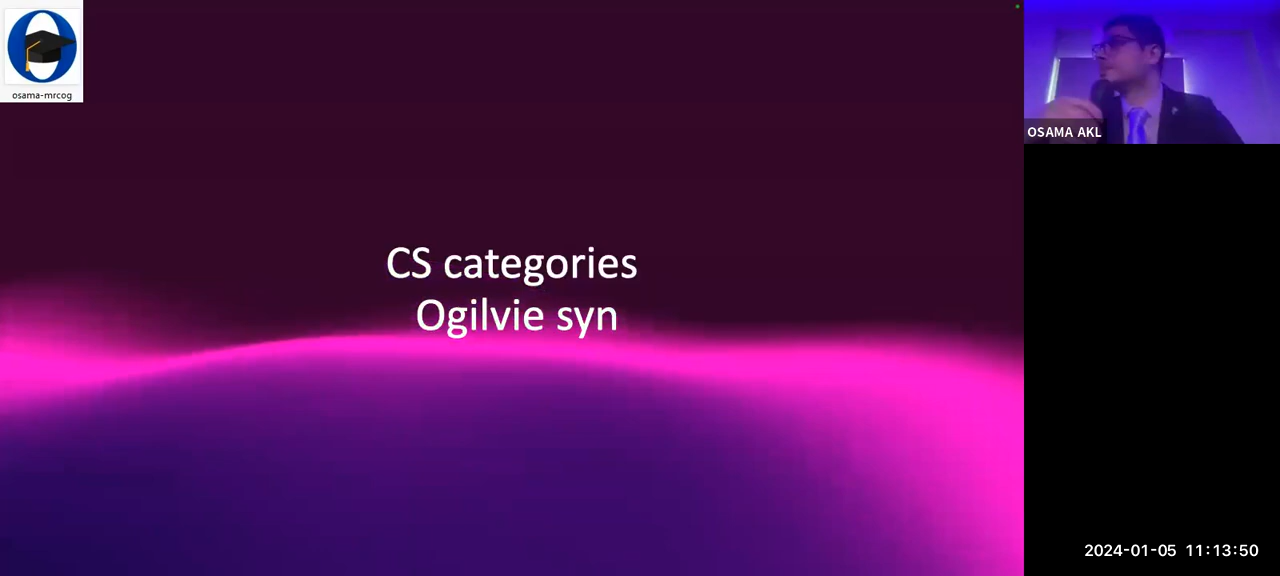 osama-mrcog
CS categories
Ogilvie syn
OSAMA AKL
2024-01-05 11:13:50